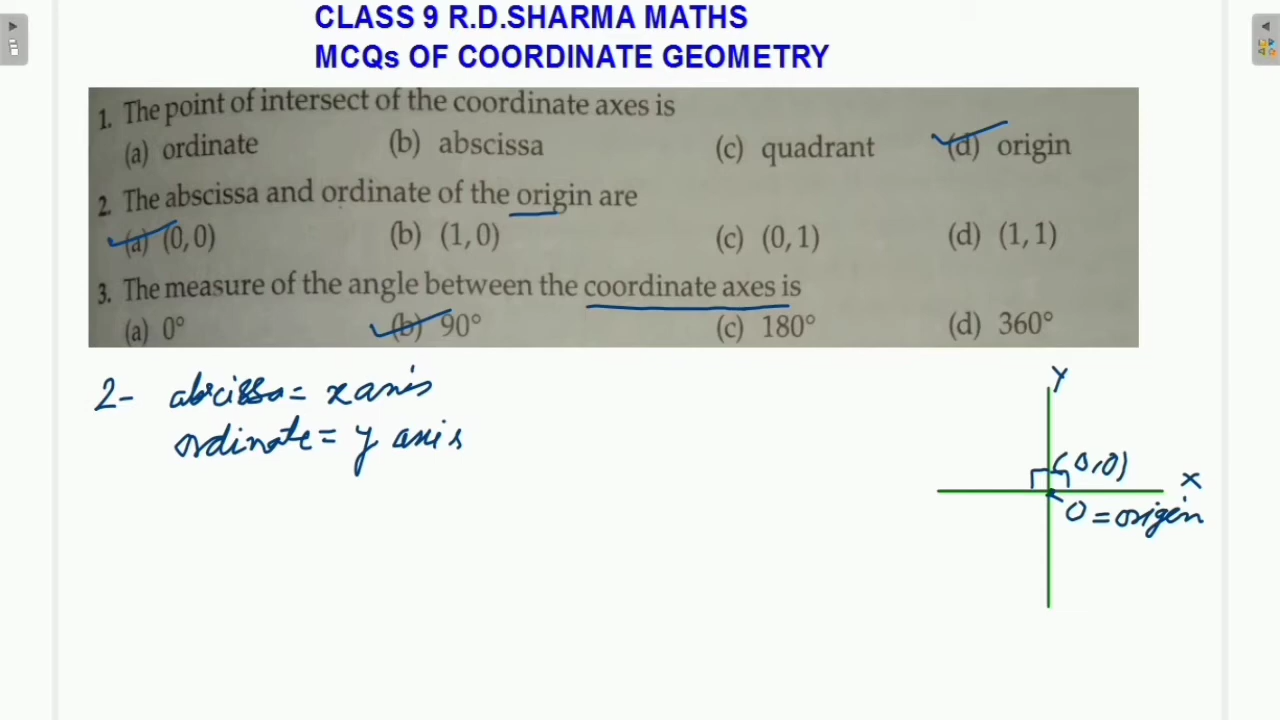 CLASS 9 R.D.SHARMA MATHS
MCQs OF COORDINATE GEOMETRY
1. The point of intersect of the coordinate axes is
(a) ordinate (b) abscissa (c) quadrant (d) origin
2. The abscissa and ordinate of the origin are
(a) (0, 0) (b) (1, 0) (c) (0, 1) (d) (1, 1)
3. The measure of the angle between the coordinate axes is
(a) 0° (b) 90° (c) 180° (d) 360°
2- abscissa = x axis
ordinate = y axis
Y
(0,0)
X
O = origin